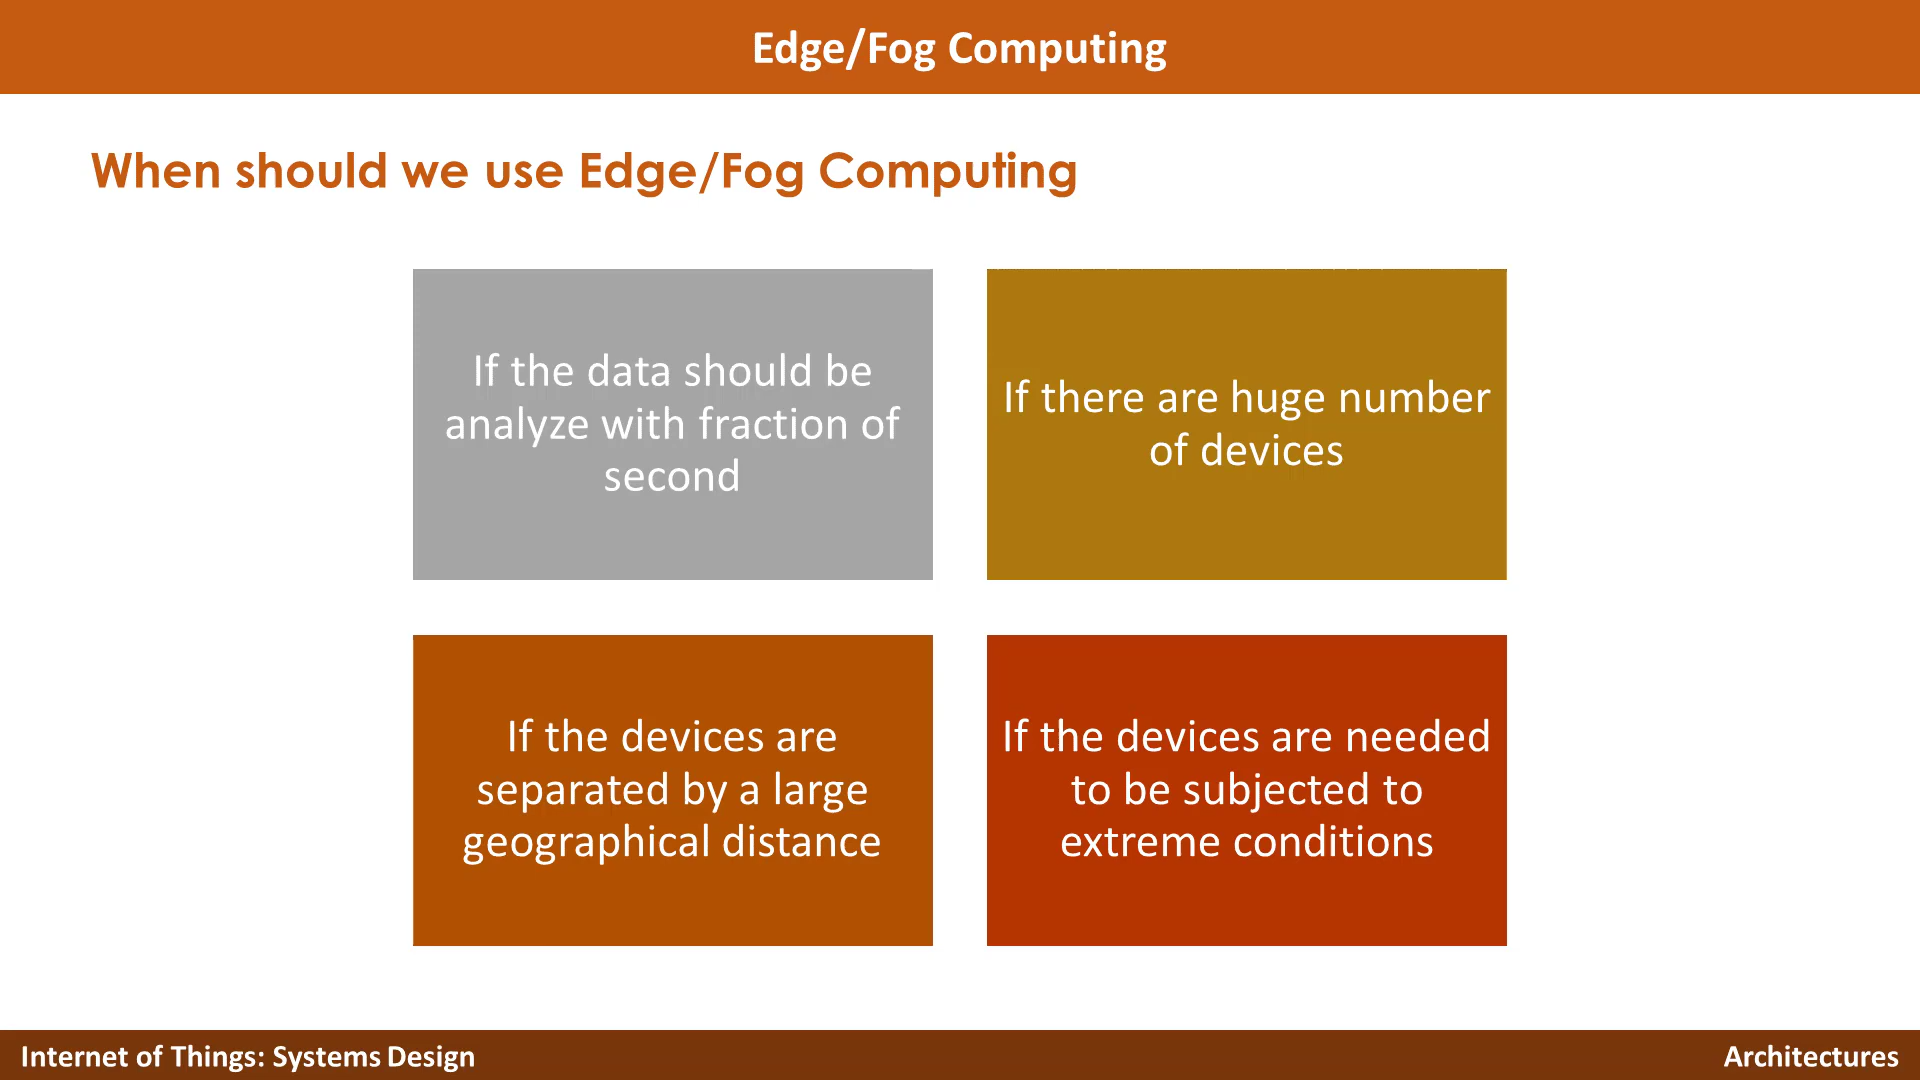 Edge/Fog Computing
When should we use Edge/Fog Computing
If the data should be
analyze with fraction of
second
If there are huge number
of devices
If the devices are
separated by a large
geographical distance
If the devices are needed
to be subjected to
extreme conditions
Internet of Things: Systems Design
Architectures